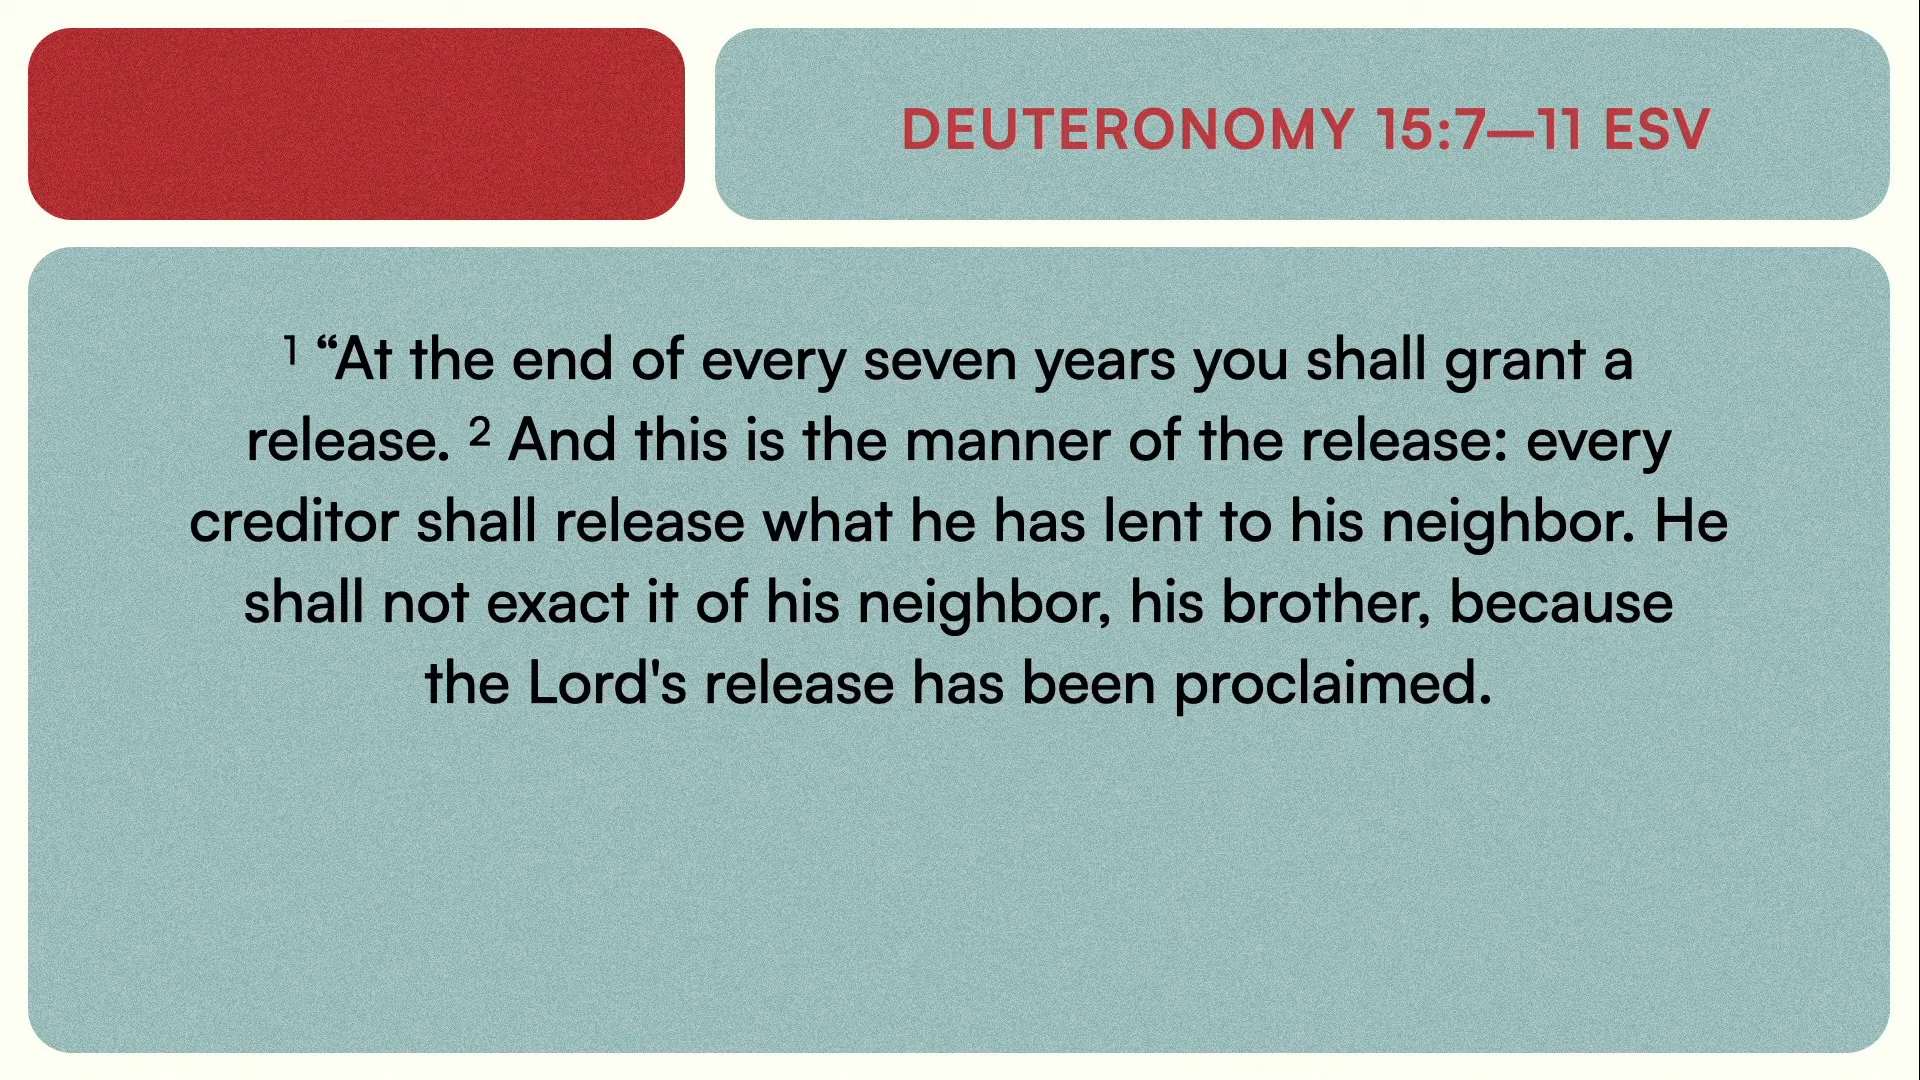 DEUTERONOMY 15:7—11 ESV
¹ “At the end of every seven years you shall grant a
release. ² And this is the manner of the release: every
creditor shall release what he has lent to his neighbor. He
shall not exact it of his neighbor, his brother, because
the Lord's release has been proclaimed.